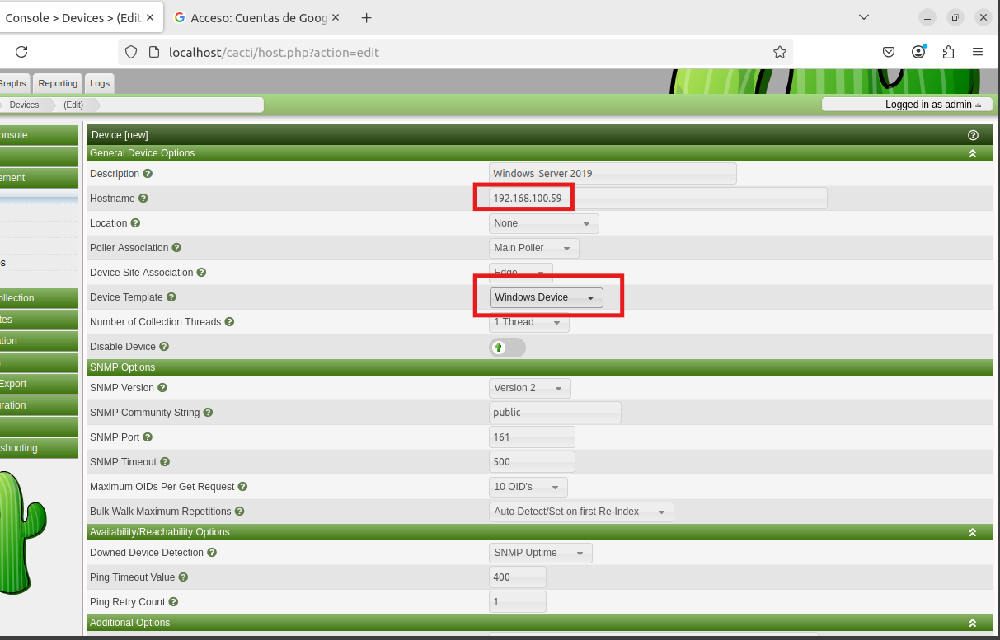 Console > Devices > (Edit
Acceso: Cuentas de Goog
localhost/cacti/host.php?action=edit
Graphs
Reporting
Logs
Devices
(Edit)
Logged in as admin
onsole
Device [new]
General Device Options
Description
Windows Server 2019
ement
Hostname
192.168.100.59
Location
None
Poller Association
Main Poller
s
Device Site Association
Edge
ollection
Device Template
Windows Device
tes
Number of Collection Threads
1 Thread
ation
Disable Device
SNMP Options
Export
SNMP Version
Version 2
uration
SNMP Community String
public
SNMP Port
161
shooting
SNMP Timeout
500
Maximum OIDs Per Get Request
10 OID's
Bulk Walk Maximum Repetitions
Auto Detect/Set on first Re-Index
Availability/Reachability Options
Downed Device Detection
SNMP Uptime
Ping Timeout Value
400
Ping Retry Count
1
Additional Options